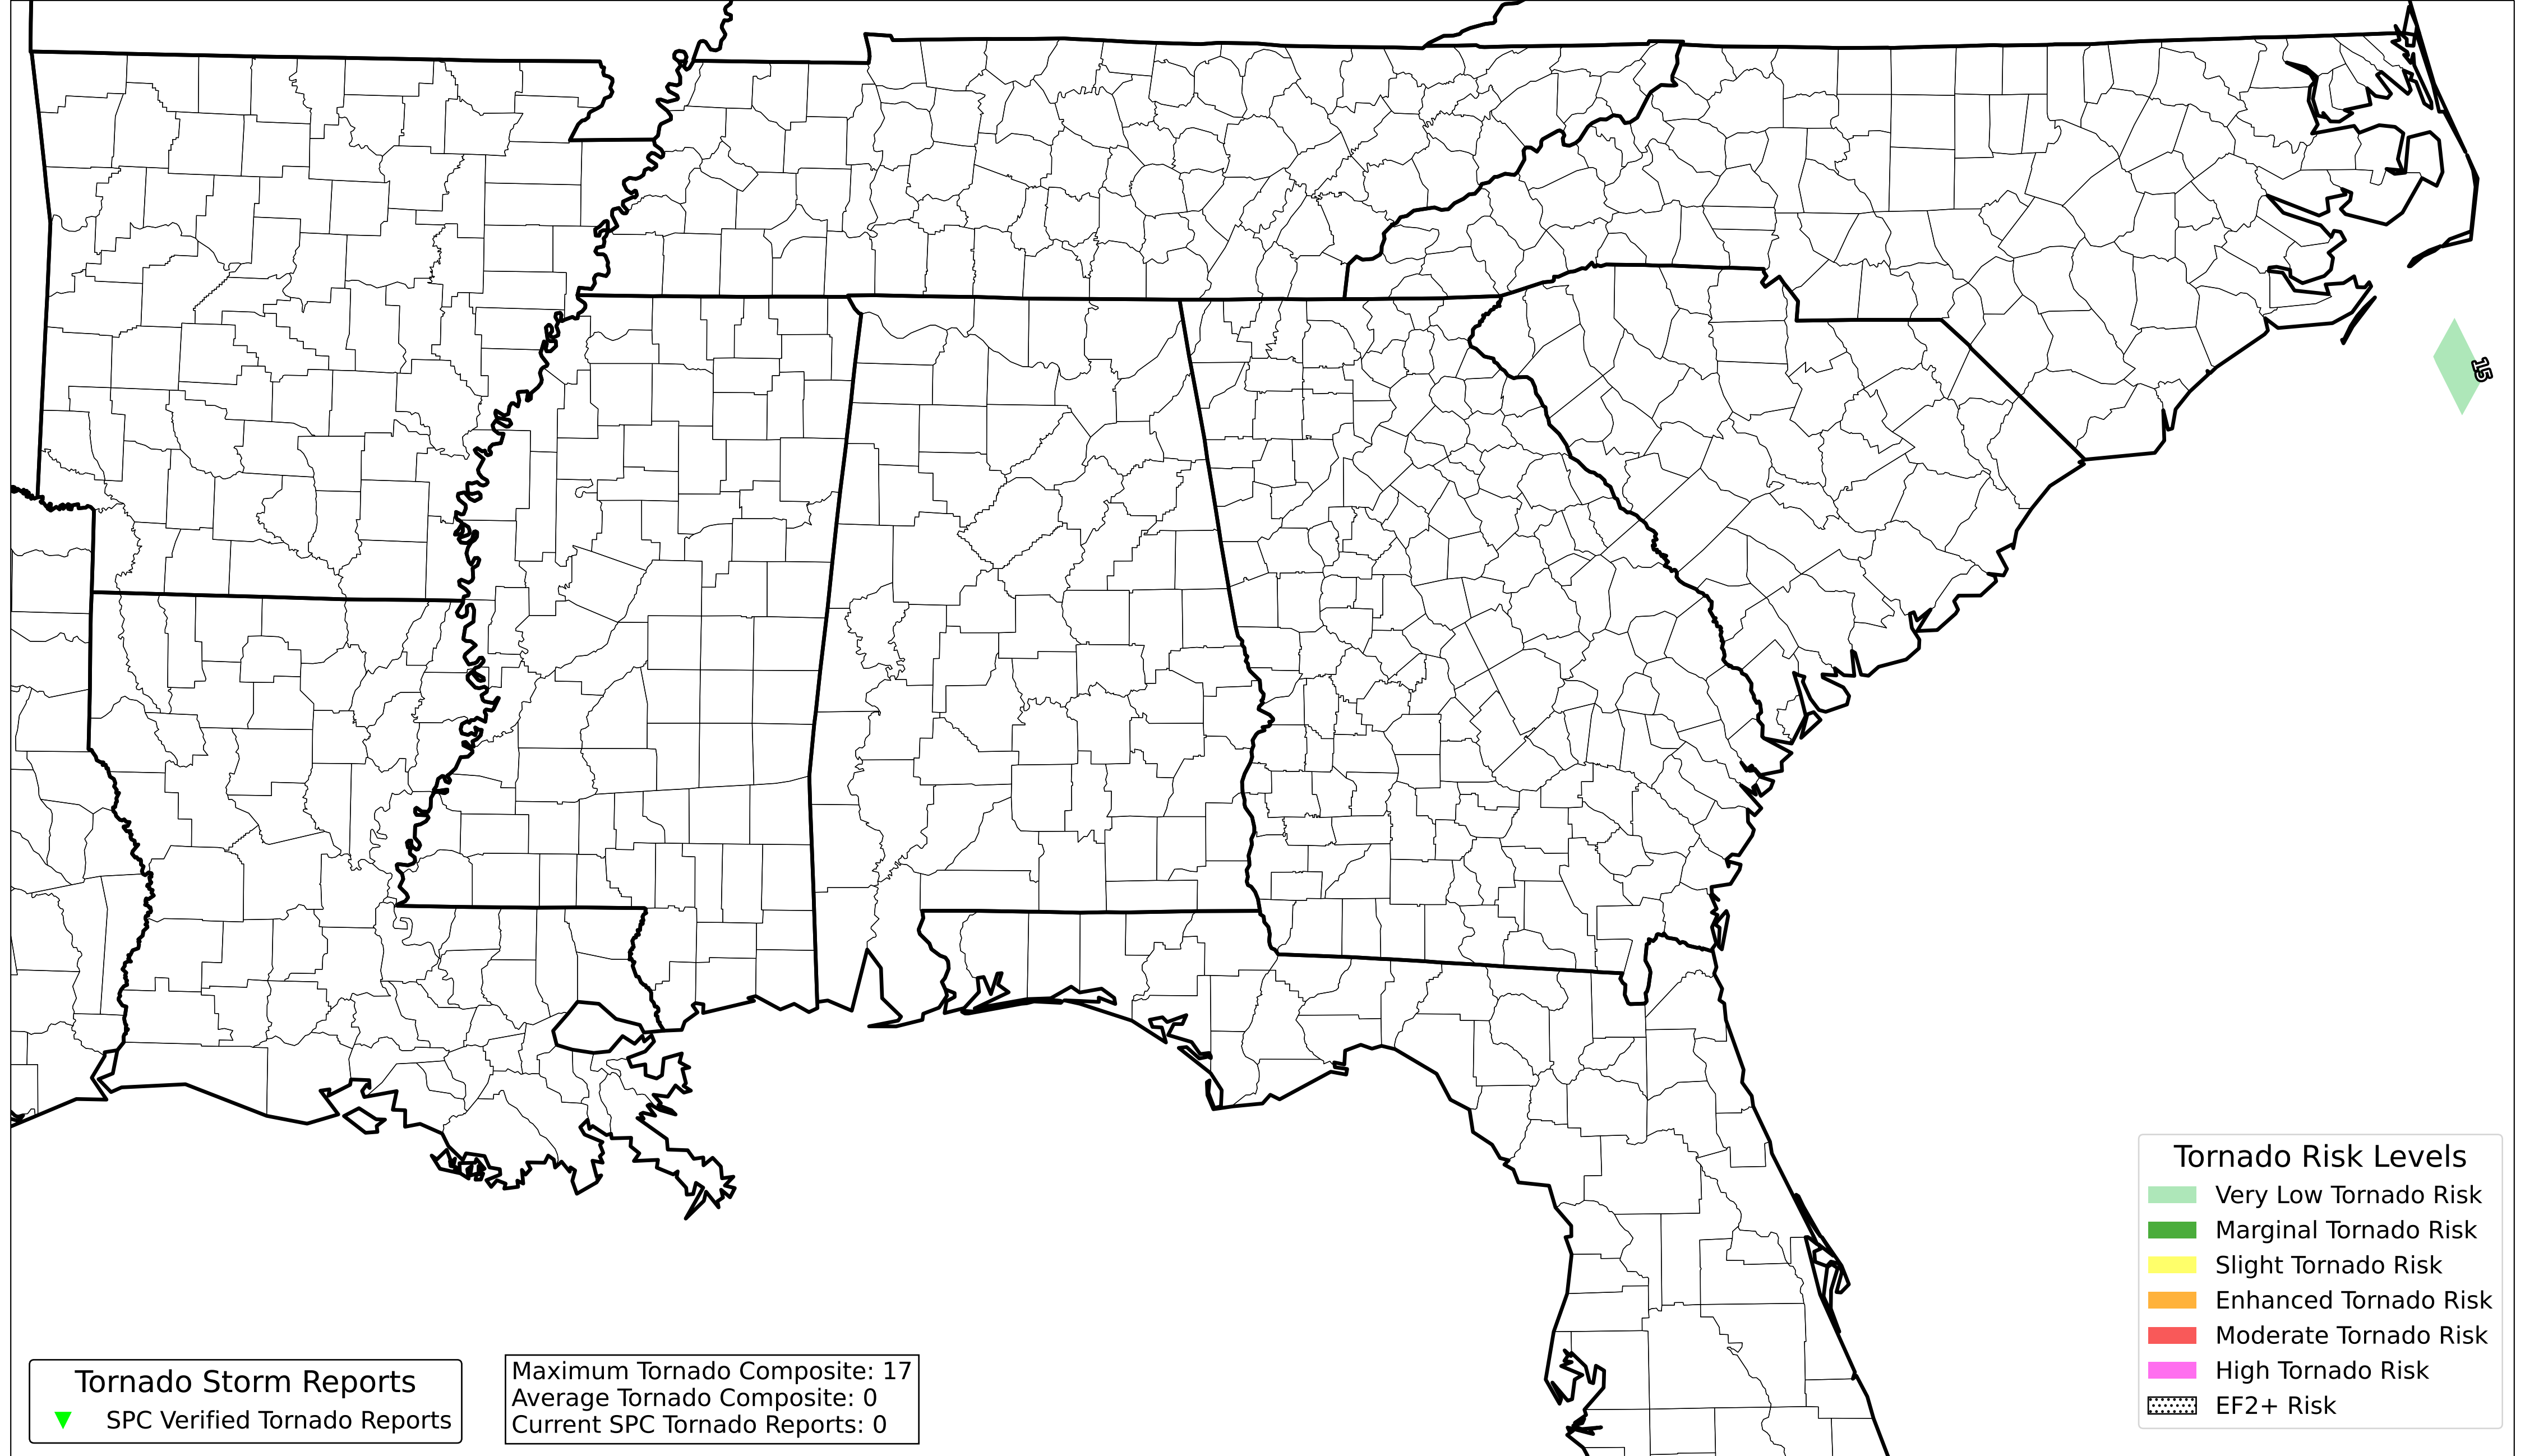 15
Tornado Risk Levels
Very Low Tornado Risk
Marginal Tornado Risk
Slight Tornado Risk
Enhanced Tornado Risk
Moderate Tornado Risk
High Tornado Risk
EF2+ Risk
Tornado Storm Reports
SPC Verified Tornado Reports
Maximum Tornado Composite: 17
Average Tornado Composite: 0
Current SPC Tornado Reports: 0